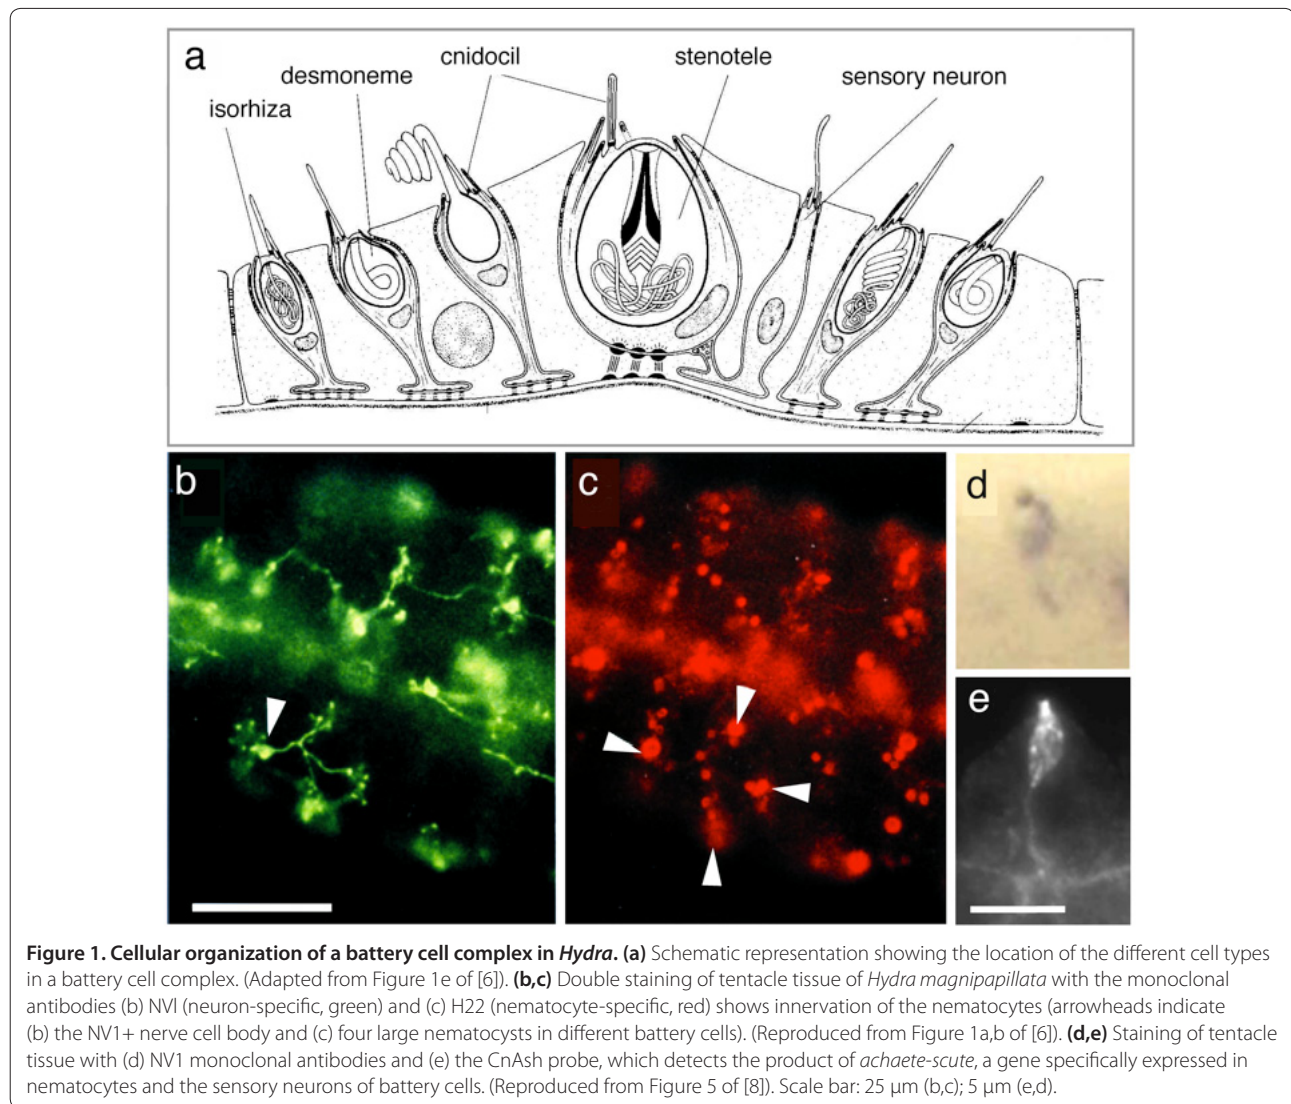 a
cnidocil
stenotele
desmoneme
sensory neuron
isorhiza
b
c
d
e
Figure 1. Cellular organization of a battery cell complex in Hydra. (a) Schematic representation showing the location of the different cell types
in a battery cell complex. (Adapted from Figure 1e of [6]). (b,c) Double staining of tentacle tissue of Hydra magnipapillata with the monoclonal
antibodies (b) NVl (neuron-specific, green) and (c) H22 (nematocyte-specific, red) shows innervation of the nematocytes (arrowheads indicate
(b) the NV1+ nerve cell body and (c) four large nematocysts in different battery cells). (Reproduced from Figure 1a,b of [6]). (d,e) Staining of tentacle
tissue with (d) NV1 monoclonal antibodies and (e) the CnAsh probe, which detects the product of achaete-scute, a gene specifically expressed in
nematocytes and the sensory neurons of battery cells. (Reproduced from Figure 5 of [8]). Scale bar: 25 μm (b,c); 5 μm (e,d).